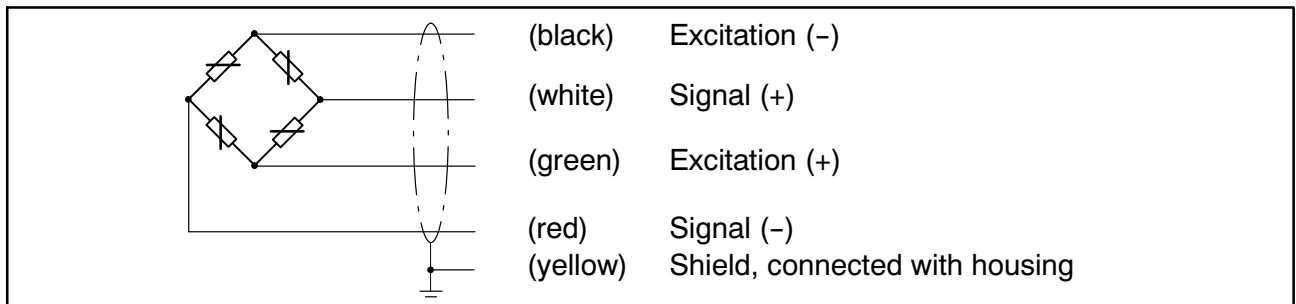 (black) Excitation (–)
(white) Signal (+)
(green) Excitation (+)
(red) Signal (–)
(yellow) Shield, connected with housing